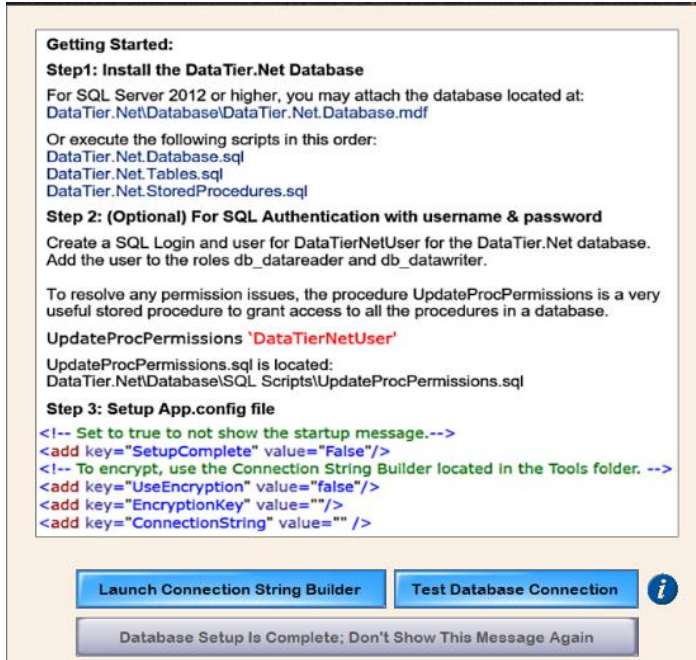 Getting Started:
Step1: Install the DataTier.Net Database
For SQL Server 2012 or higher, you may attach the database located at:
DataTier.Net\Database\DataTier.Net.Database.mdf
Or execute the following scripts in this order:
DataTier.Net.Database.sql
DataTier.Net.Tables.sql
DataTier.Net.StoredProcedures.sql
Step 2: (Optional) For SQL Authentication with username & password
Create a SQL Login and user for DataTierNetUser for the DataTier.Net database.
Add the user to the roles db_datareader and db_datawriter.
To resolve any permission issues, the procedure UpdateProcPermissions is a very
useful stored procedure to grant access to all the procedures in a database.
UpdateProcPermissions `DataTierNetUser'
UpdateProcPermissions.sql is located:
DataTier.Net\Database\SQL Scripts\UpdateProcPermissions.sql
Step 3: Setup App.config file
<!-- Set to true to not show the startup message.-->
<add key="SetupComplete" value="False"/>
<!-- To encrypt, use the Connection String Builder located in the Tools folder. -->
<add key="UseEncryption" value="false"/>
<add key="EncryptionKey" value=""/>
<add key="ConnectionString" value="" />
Launch Connection String Builder
Test Database Connection
i
Database Setup Is Complete; Don't Show This Message Again